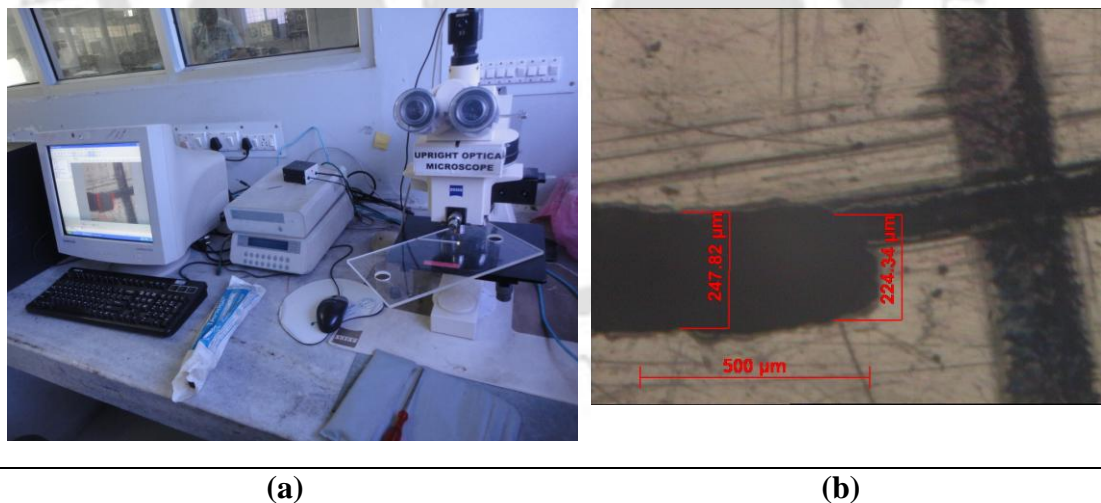 UPRIGHT OPTICAL
MICROSCOPE
ZEISS
247.82 µm
224.34 µm
500 µm
(a)
(b)